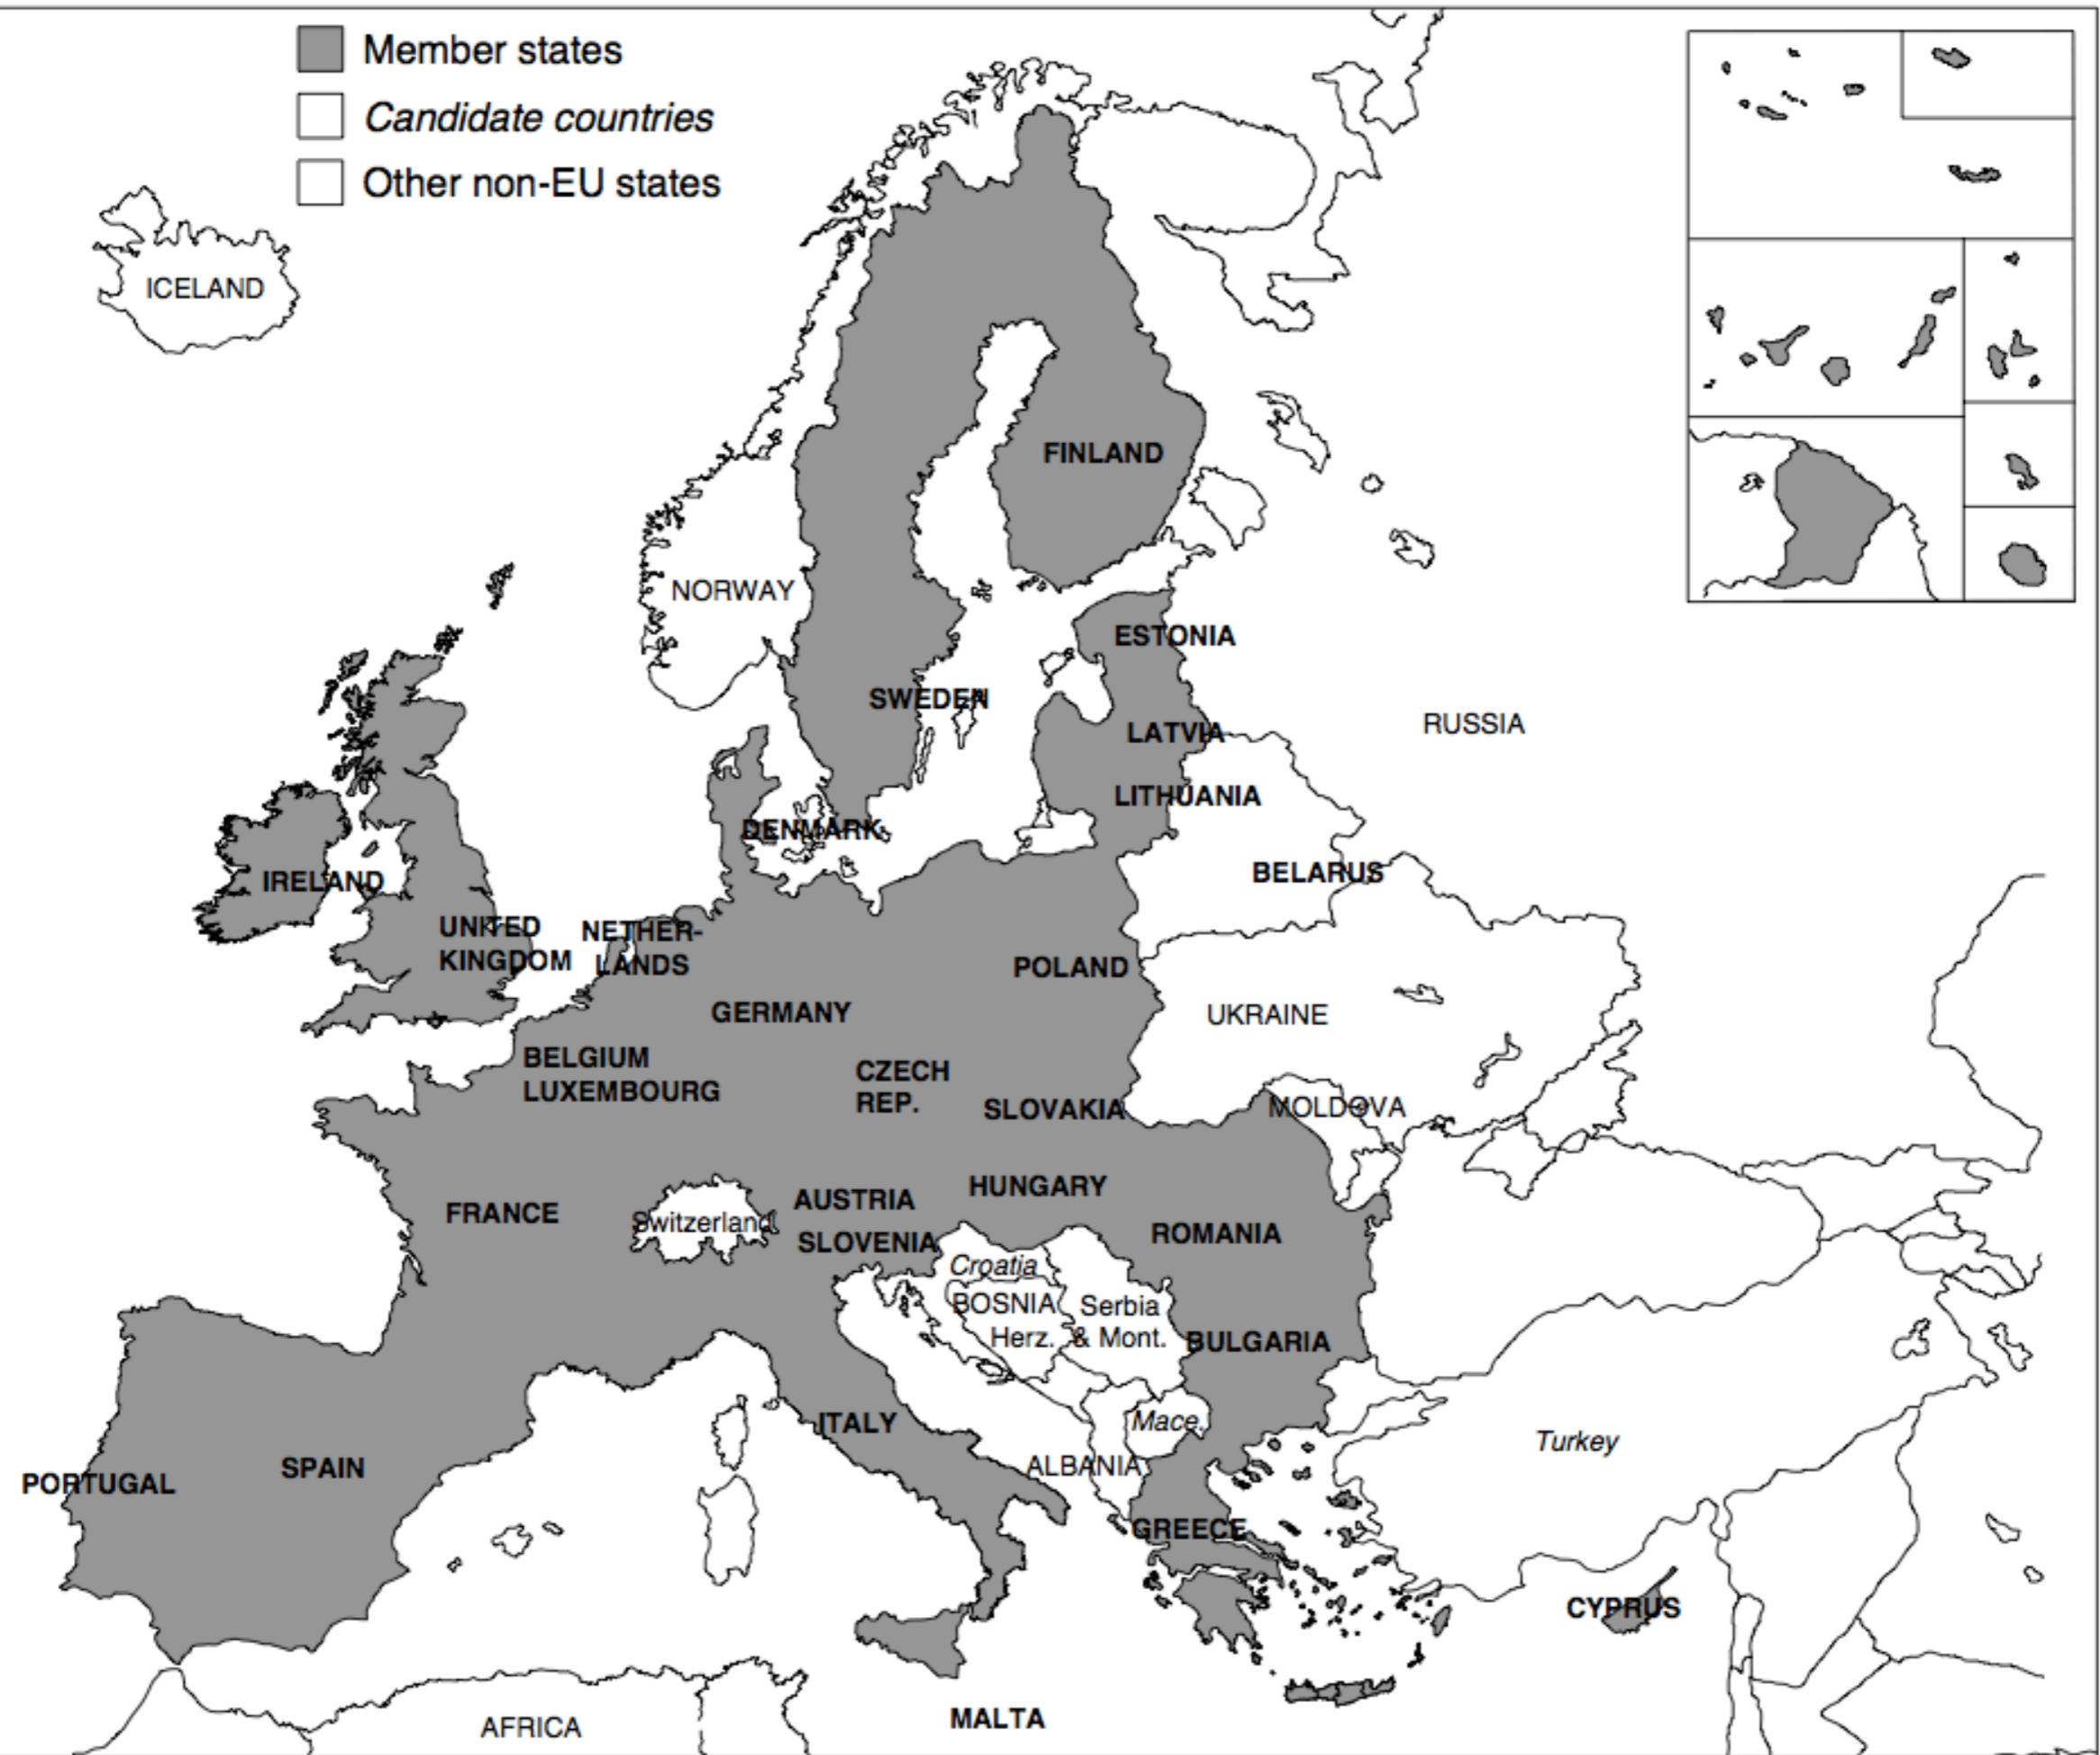 Member states
Candidate countries
Other non-EU states
ICELAND
FINLAND
NORWAY
ESTONIA
SWEDEN
RUSSIA
LATVIA
LITHUANIA
DENMARK
BELARUS
IRELAND
UNITED
KINGDOM
NETHER-
LANDS
POLAND
GERMANY
UKRAINE
BELGIUM
LUXEMBOURG
CZECH
REP.
SLOVAKIA
MOLDOVA
HUNGARY
AUSTRIA
FRANCE
Switzerland
ROMANIA
SLOVENIA
Croatia
BOSNIA
Herz.
Serbia
& Mont.
BULGARIA
Mace.
ITALY
Turkey
ALBANIA
SPAIN
PORTUGAL
GREECE
CYPRUS
MALTA
AFRICA